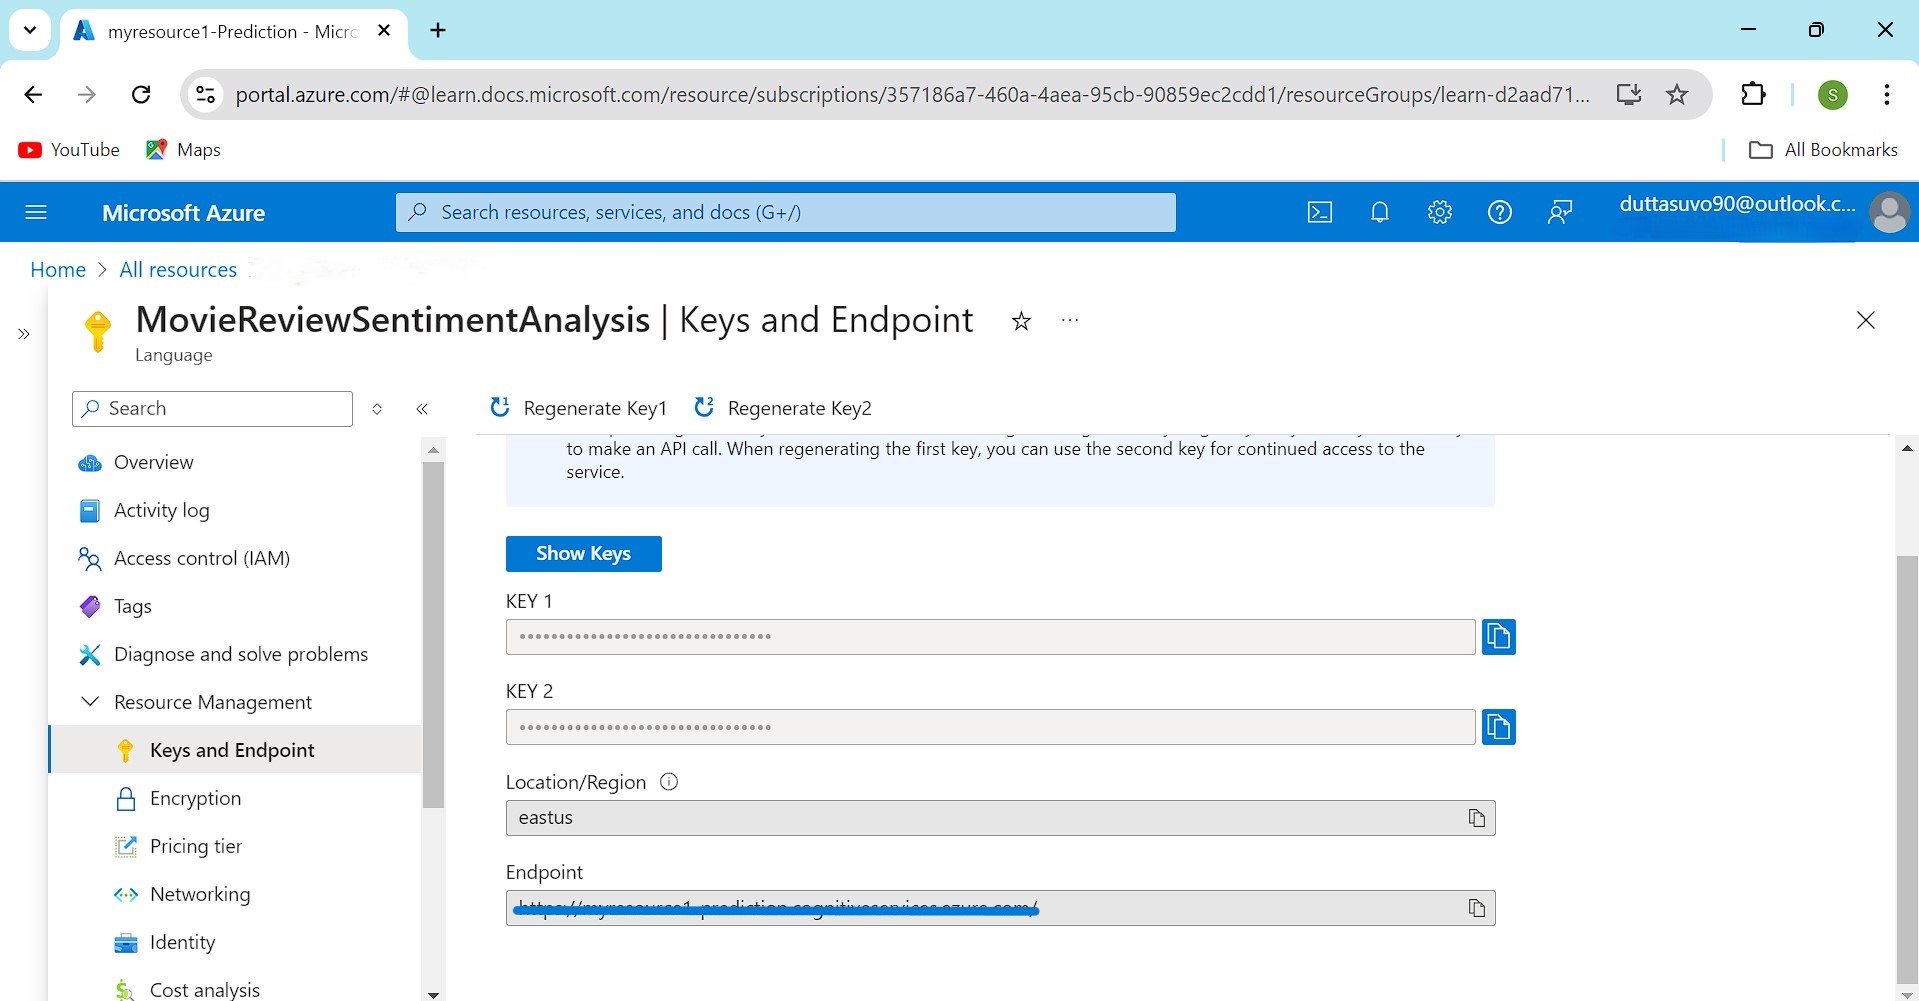 myresource1-Prediction - Micro
portal.azure.com/#@learn.docs.microsoft.com/resource/subscriptions/357186a7-460a-4aea-95cb-90859ec2cdd1/resourceGroups/learn-d2aad71...
S
YouTube
Maps
All Bookmarks
Microsoft Azure
Search resources, services, and docs (G+/)
duttasuvo90@outlook.c...
Home > All resources
MovieReviewSentimentAnalysis | Keys and Endpoint
Language
Search
Regenerate Key1
Regenerate Key2
to make an API call. When regenerating the first key, you can use the second key for continued access to the
service.
Overview
Activity log
Access control (IAM)
Tags
Diagnose and solve problems
Resource Management
Keys and Endpoint
Encryption
Pricing tier
Networking
Identity
Cost analysis
Show Keys
KEY 1
••••••••••••••••••••••••••••••••
KEY 2
••••••••••••••••••••••••••••••••
Location/Region
eastus
Endpoint